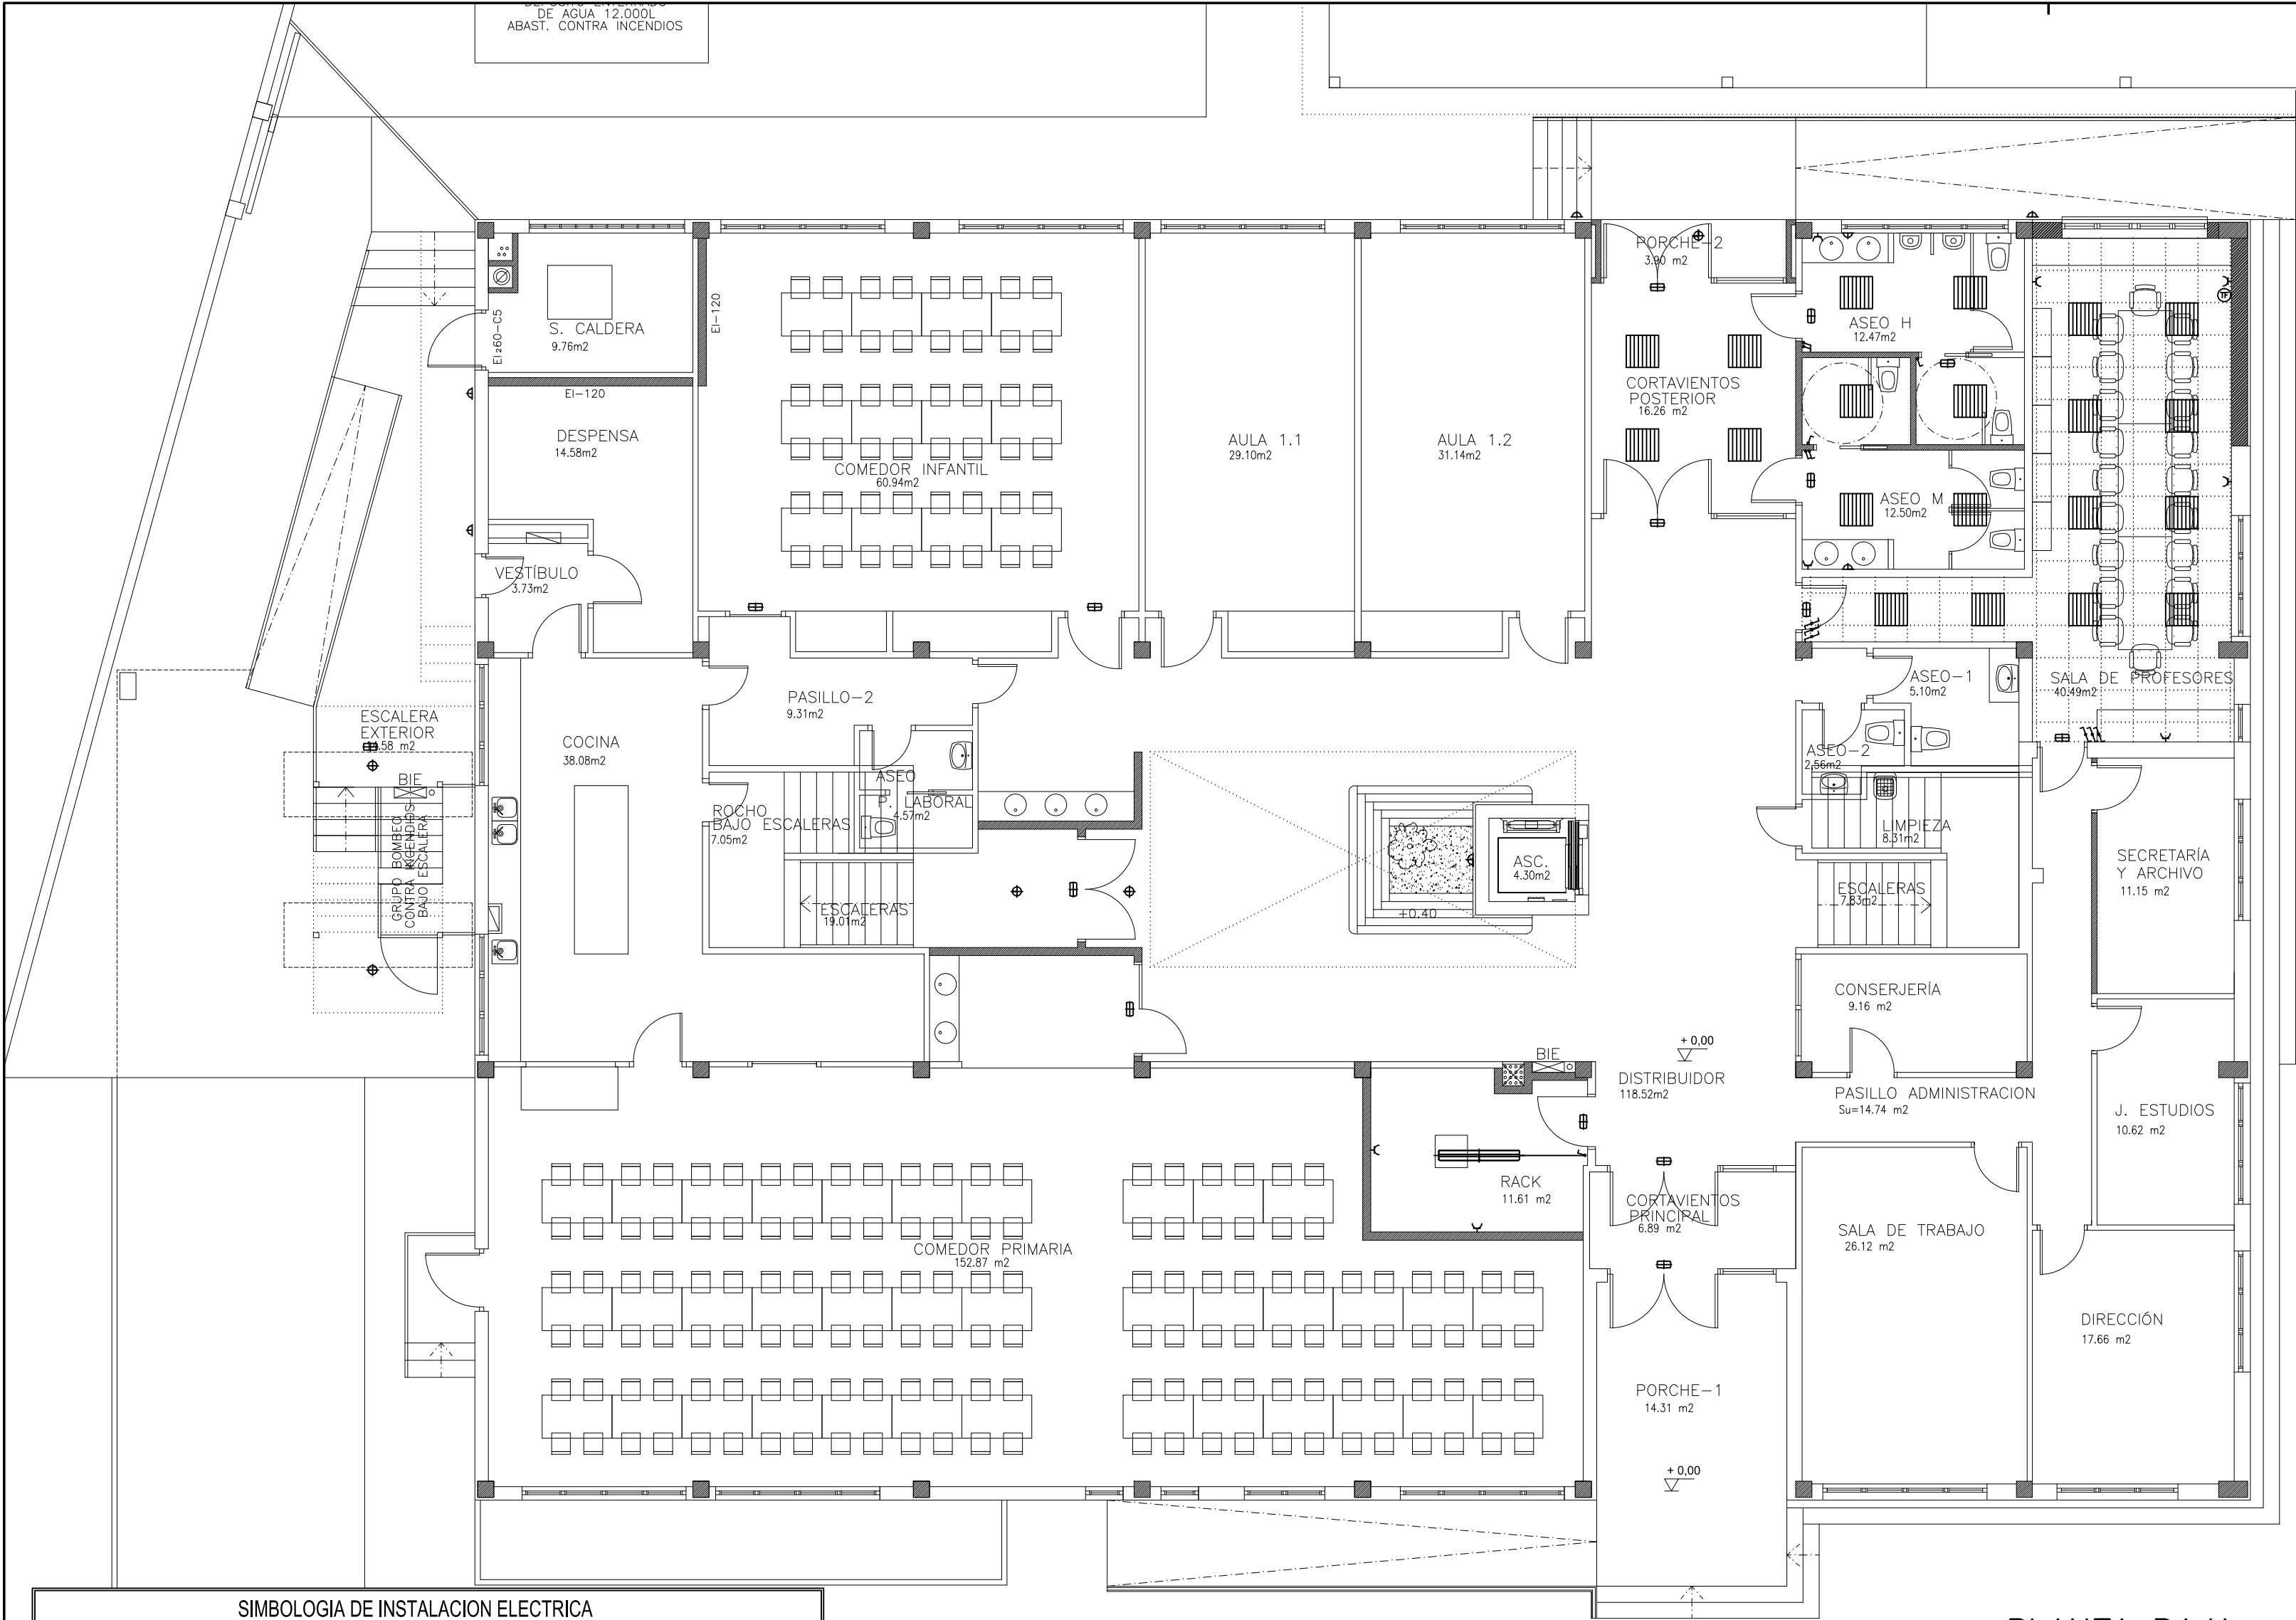 DE AGUA 12.000L
ABAST. CONTRA INCENDIOS
PORCHE-2
3.90 m2
S. CALDERA
9.76m2
EI₂60-C5
EI-120
EI-120
ASEO H
12.47m2
CORTAVIENTOS
POSTERIOR
16.26 m2
DESPENSA
14.58m2
COMEDOR INFANTIL
60.94m2
AULA 1.1
29.10m2
AULA 1.2
31.14m2
ASEO M
12.50m2
VESTÍBULO
3.73m2
TF
ASEO-1
5.10m2
SALA DE PROFESORES
40.49m2
PASILLO-2
9.31m2
ESCALERA
EXTERIOR
.58 m2
COCINA
38.08m2
ASEO-2
2.56m2
BIE
ASEO
P. LABORAL
4.57m2
ROCHO
BAJO ESCALERAS
7.05m2
GRUPO BOMBEO
CONTRA INCENDIOS
BAJO ESCALERA
LIMPIEZA
8.31m2
ASC.
4.30m2
SECRETARÍA
Y ARCHIVO
11.15 m2
ESCALERAS
19.01m2
+0.40
ESCALERAS
7.83m2
CONSERJERÍA
9.16 m2
+ 0,00
BIE
DISTRIBUIDOR
118.52m2
PASILLO ADMINISTRACION
Su=14.74 m2
J. ESTUDIOS
10.62 m2
RACK
11.61 m2
CORTAVIENTOS
PRINCIPAL
6.89 m2
SALA DE TRABAJO
26.12 m2
COMEDOR PRIMARIA
152.87 m2
DIRECCIÓN
17.66 m2
PORCHE-1
14.31 m2
+ 0,00
SIMBOLOGIA DE INSTALACION ELECTRICA